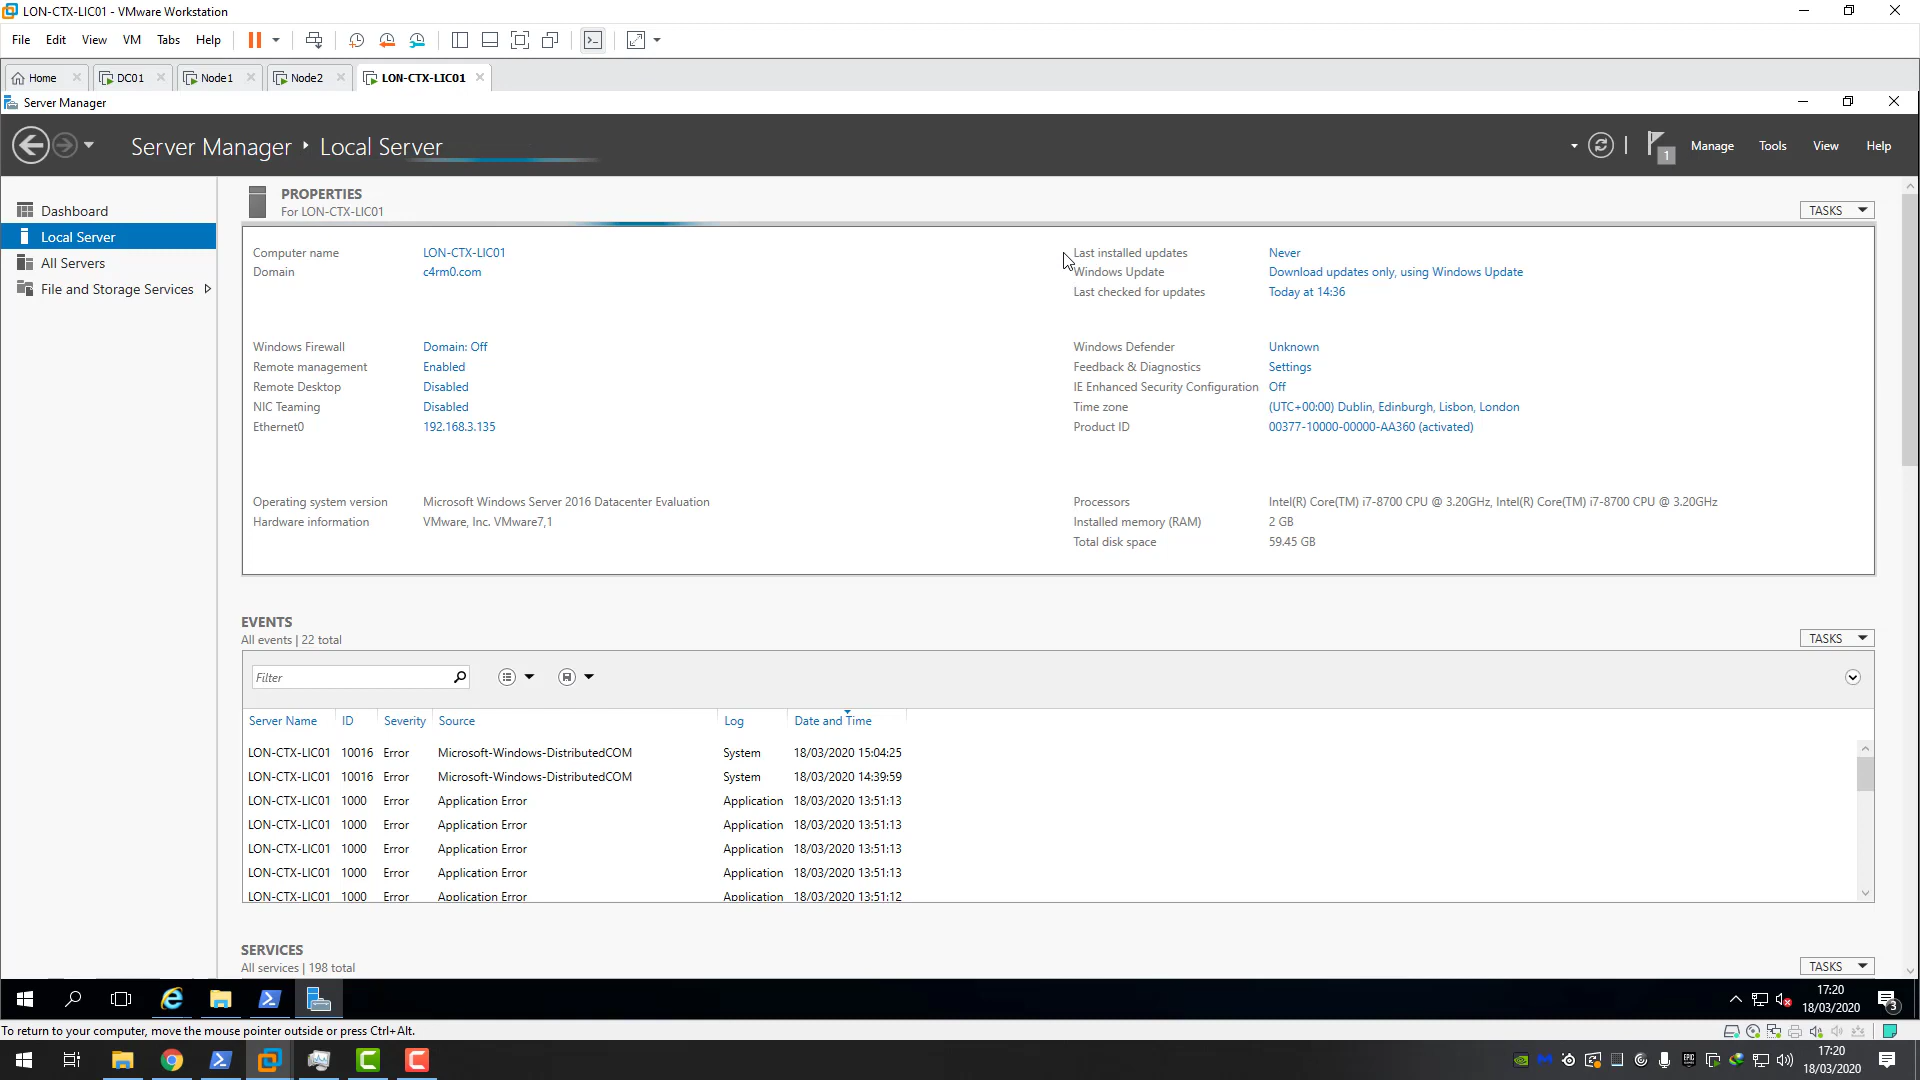 LON-CTX-LIC01 - VMware Workstation
File Edit View VM Tabs Help
Home DC01 Node1 Node2 LON-CTX-LIC01
Server Manager
Server Manager Local Server
1 Manage Tools View Help
Dashboard
Local Server
All Servers
File and Storage Services
PROPERTIES
For LON-CTX-LIC01
TASKS
Computer name LON-CTX-LIC01
Domain c4rm0.com
Last installed updates Never
Windows Update Download updates only, using Windows Update
Last checked for updates Today at 14:36
Windows Firewall Domain: Off
Remote management Enabled
Remote Desktop Disabled
NIC Teaming Disabled
Ethernet0 192.168.3.135
Windows Defender Unknown
Feedback & Diagnostics Settings
IE Enhanced Security Configuration Off
Time zone (UTC+00:00) Dublin, Edinburgh, Lisbon, London
Product ID 00377-10000-00000-AA360 (activated)
Operating system version Microsoft Windows Server 2016 Datacenter Evaluation
Hardware information VMware, Inc. VMware7,1
Processors Intel(R) Core(TM) i7-8700 CPU @ 3.20GHz, Intel(R) Core(TM) i7-8700 CPU @ 3.20GHz
Installed memory (RAM) 2 GB
Total disk space 59.45 GB
EVENTS
All events | 22 total
TASKS
Filter
Server Name ID Severity Source Log Date and Time
LON-CTX-LIC01 10016 Error Microsoft-Windows-DistributedCOM System 18/03/2020 15:04:25
LON-CTX-LIC01 10016 Error Microsoft-Windows-DistributedCOM System 18/03/2020 14:39:59
LON-CTX-LIC01 1000 Error Application Error Application 18/03/2020 13:51:13
LON-CTX-LIC01 1000 Error Application Error Application 18/03/2020 13:51:13
LON-CTX-LIC01 1000 Error Application Error Application 18/03/2020 13:51:13
LON-CTX-LIC01 1000 Error Application Error Application 18/03/2020 13:51:13
LON-CTX-LIC01 1000 Error Application Error Application 18/03/2020 13:51:12
SERVICES
All services | 198 total
TASKS
17:20
18/03/2020
3
To return to your computer, move the mouse pointer outside or press Ctrl+Alt.
17:20
18/03/2020